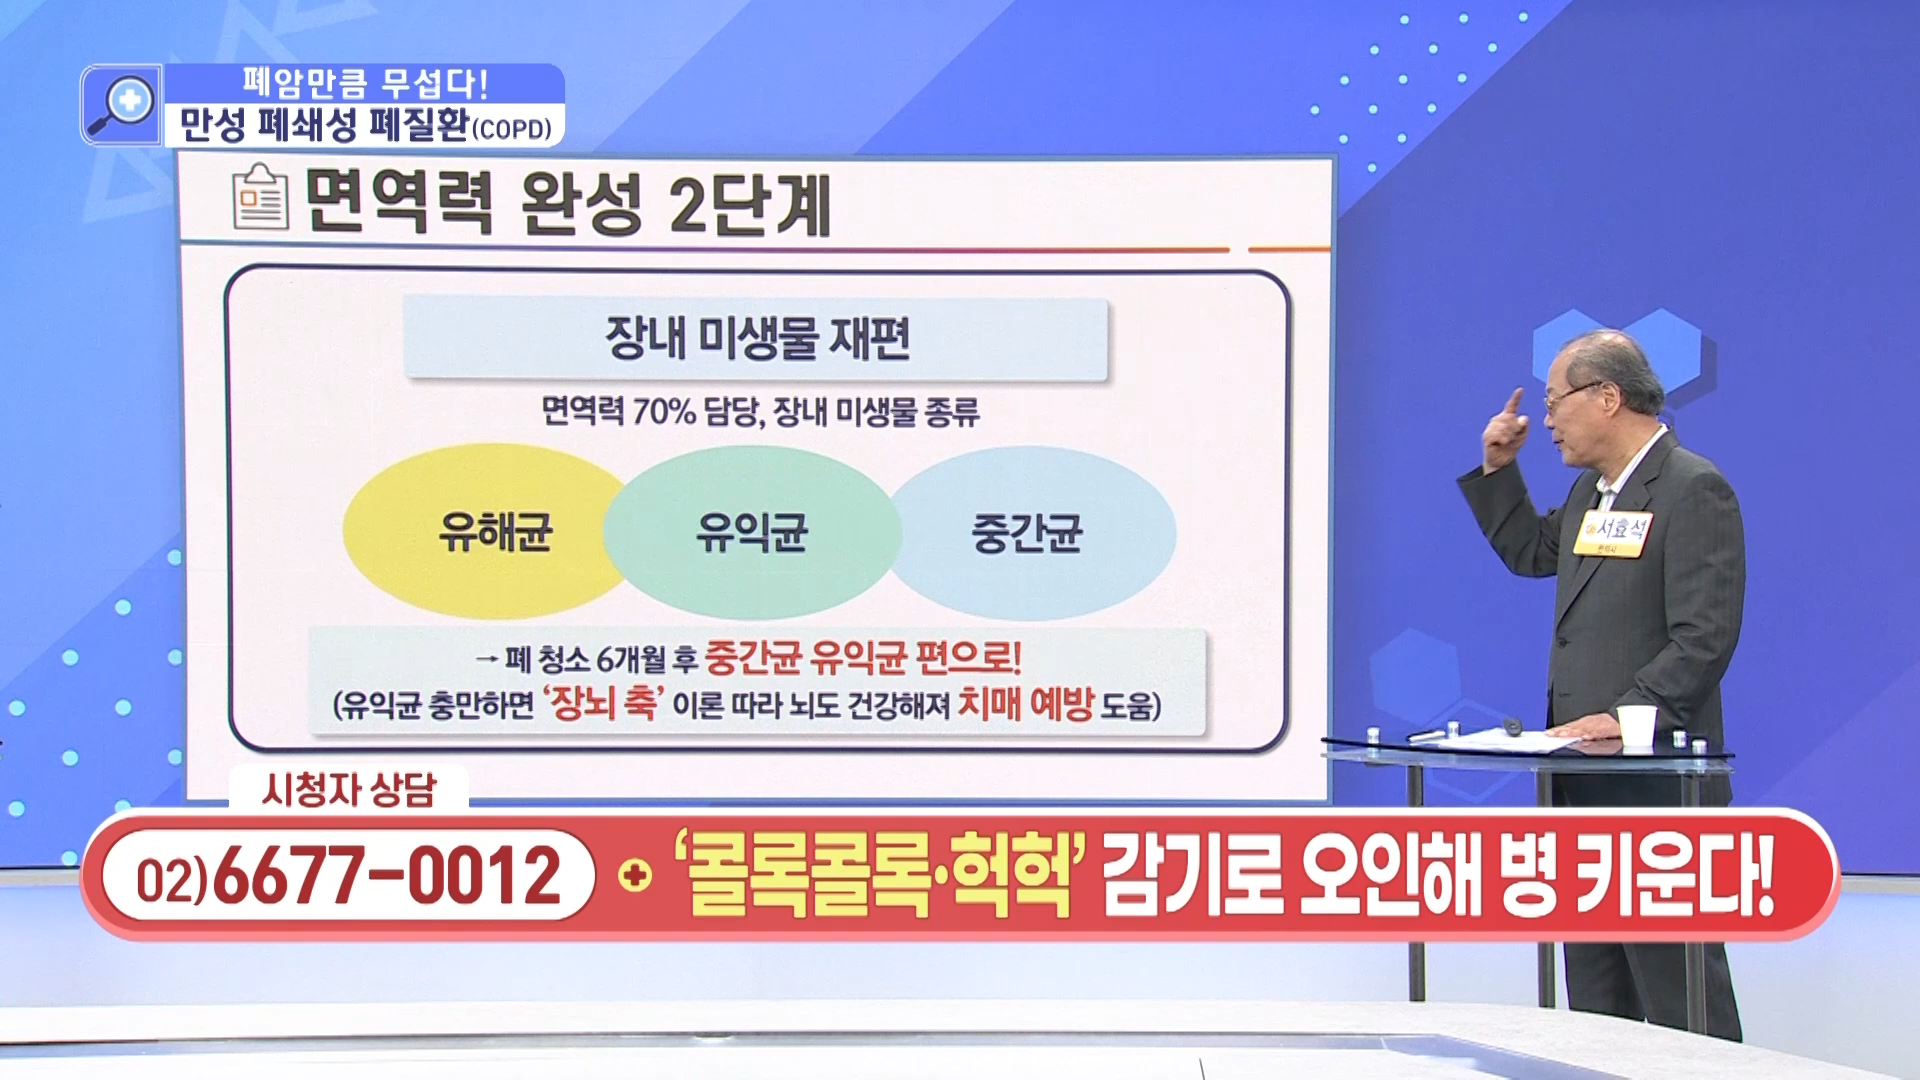 폐암만큼 무섭다!
만성 폐쇄성 폐질환(COPD)
면역력 완성 2단계
장내 미생물 재편
면역력 70% 담당, 장내 미생물 종류
유해균
유익균
중간균
→ 폐 청소 6개월 후 중간균 유익균 편으로!
(유익균 충만하면 ‘장뇌 축’ 이론 따라 뇌도 건강해져 치매 예방 도움)
서효석
한의사
시청자 상담
02)6677-0012
‘콜록콜록·헉헉’ 감기로 오인해 병 키운다!